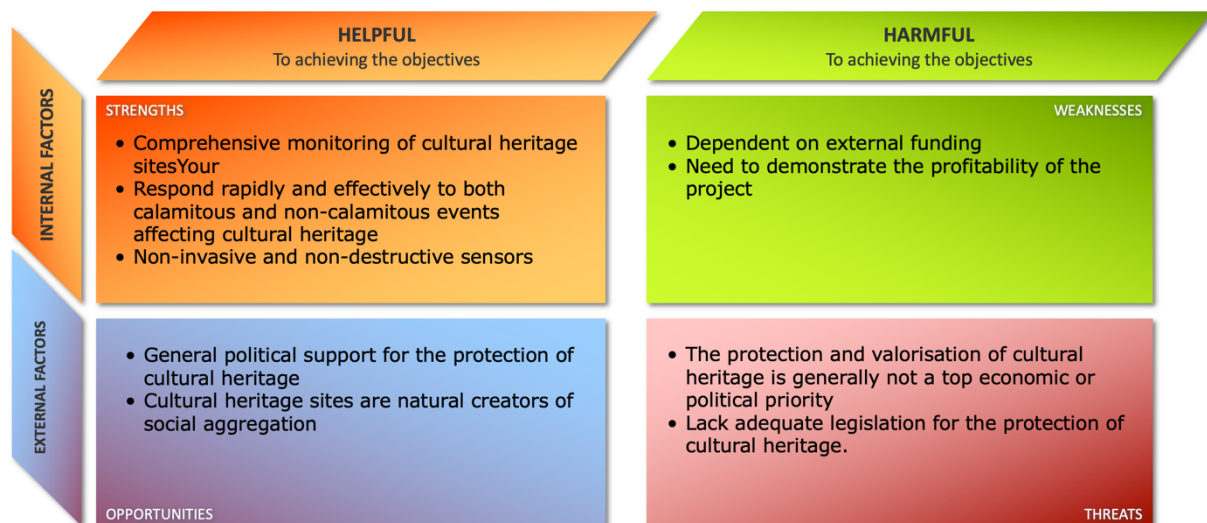 HELPFUL
To achieving the objectives
HARMFUL
To achieving the objectives
INTERNAL FACTORS
STRENGTHS
• Comprehensive monitoring of cultural heritage
sitesYour
• Respond rapidly and effectively to both
calamitous and non-calamitous events
affecting cultural heritage
• Non-invasive and non-destructive sensors
WEAKNESSES
• Dependent on external funding
• Need to demonstrate the profitability of the
project
EXTERNAL FACTORS
• General political support for the protection of
cultural heritage
• Cultural heritage sites are natural creators of
social aggregation
OPPORTUNITIES
• The protection and valorisation of cultural
heritage is generally not a top economic or
political priority
• Lack adequate legislation for the protection of
cultural heritage.
THREATS